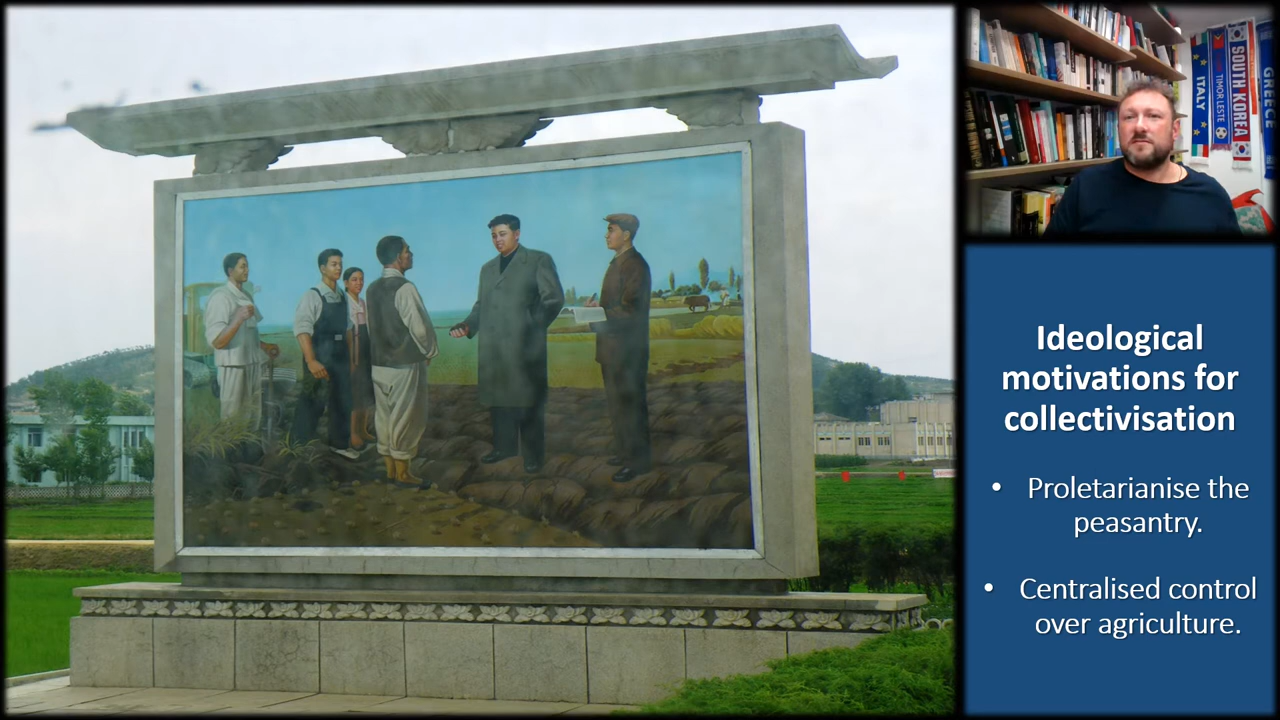 ITALY
TIMOR LESTE
SOUTH KOREA
GREECE
Ideological
motivations for
collectivisation
• Proletarianise the
peasantry.
• Centralised control
over agriculture.